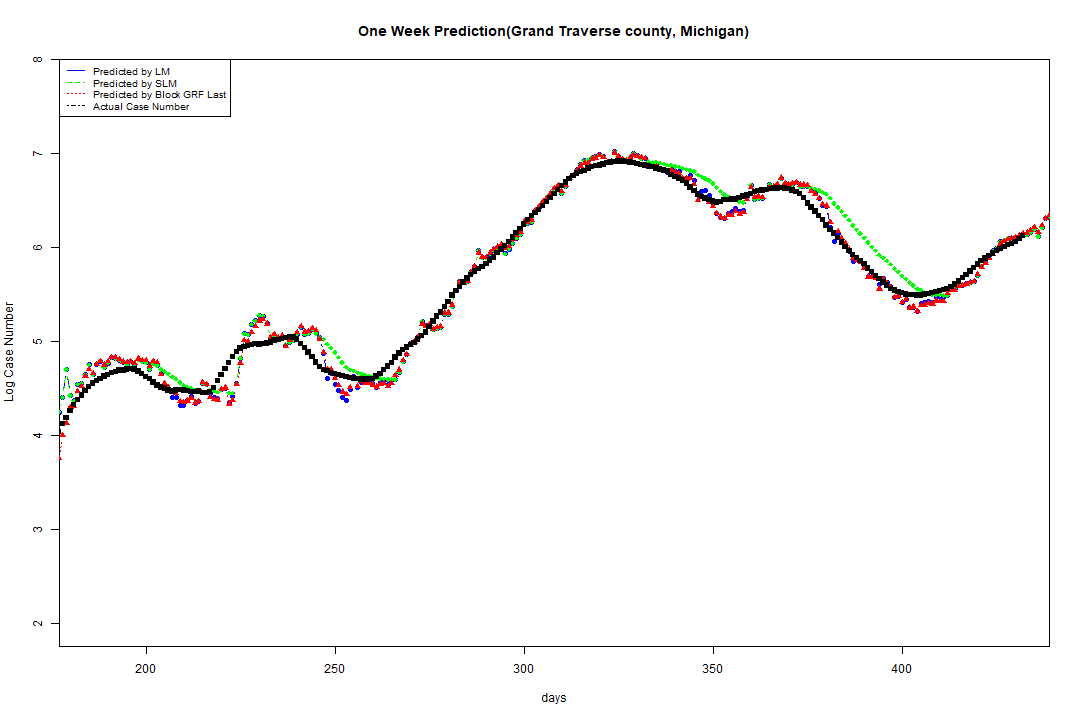 One Week Prediction(Grand Traverse county, Michigan)
Predicted by LM
Predicted by SLM
Predicted by Block GRF Last
Actual Case Number
8
7
6
5
4
3
2
Log Case Number
200 250 300 350 400
days